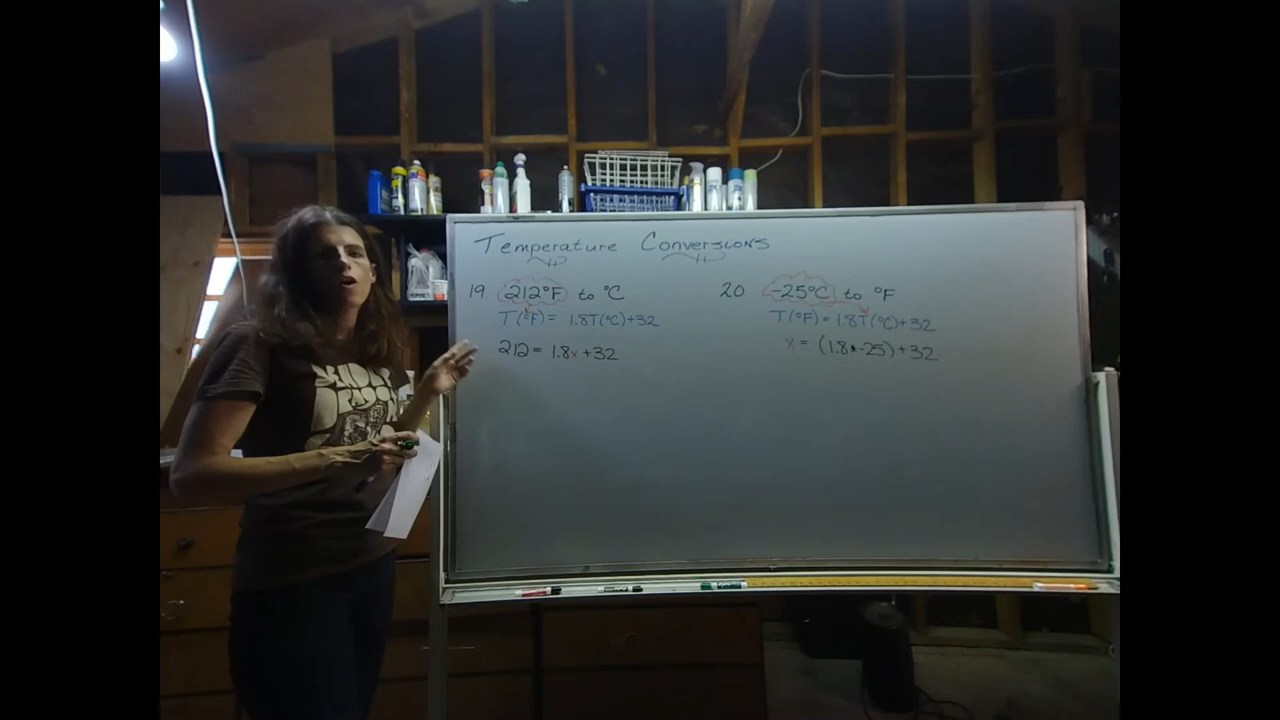 Temperature Conversions
19. 212°F to °C
T(°F) = 1.8T(°C)+32
212 = 1.8x + 32
20. -25°C to °F
T(°F) = 1.8T(°C)+32
x = (1.8•-25)+32